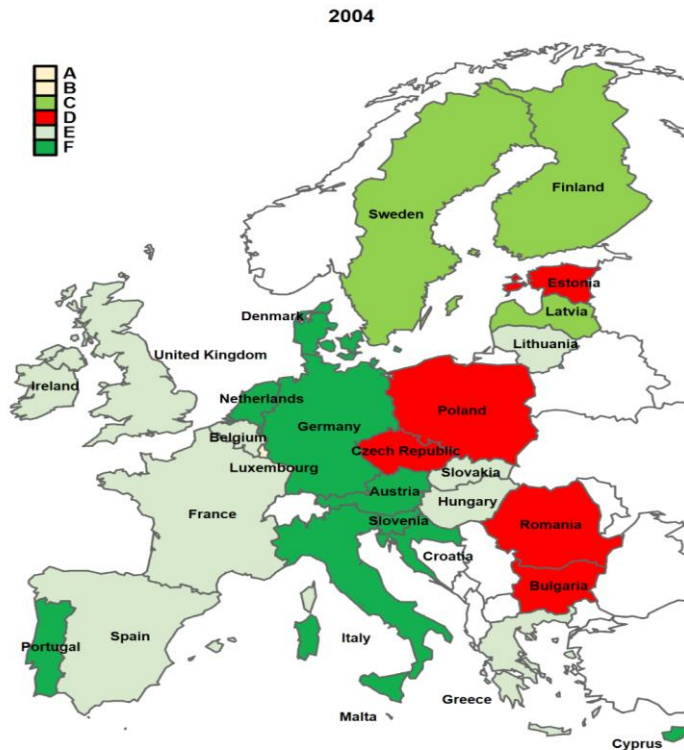 2004
A
B
C
D
E
F
Finland
Sweden
Estonia
Denmark
Latvia
Lithuania
United Kingdom
Ireland
Netherlands
Poland
Germany
Belgium
Czech Republic
Luxembourg
Slovakia
Austria
Hungary
France
Slovenia
Romania
Croatia
Bulgaria
Spain
Italy
Portugal
Greece
Malta
Cyprus